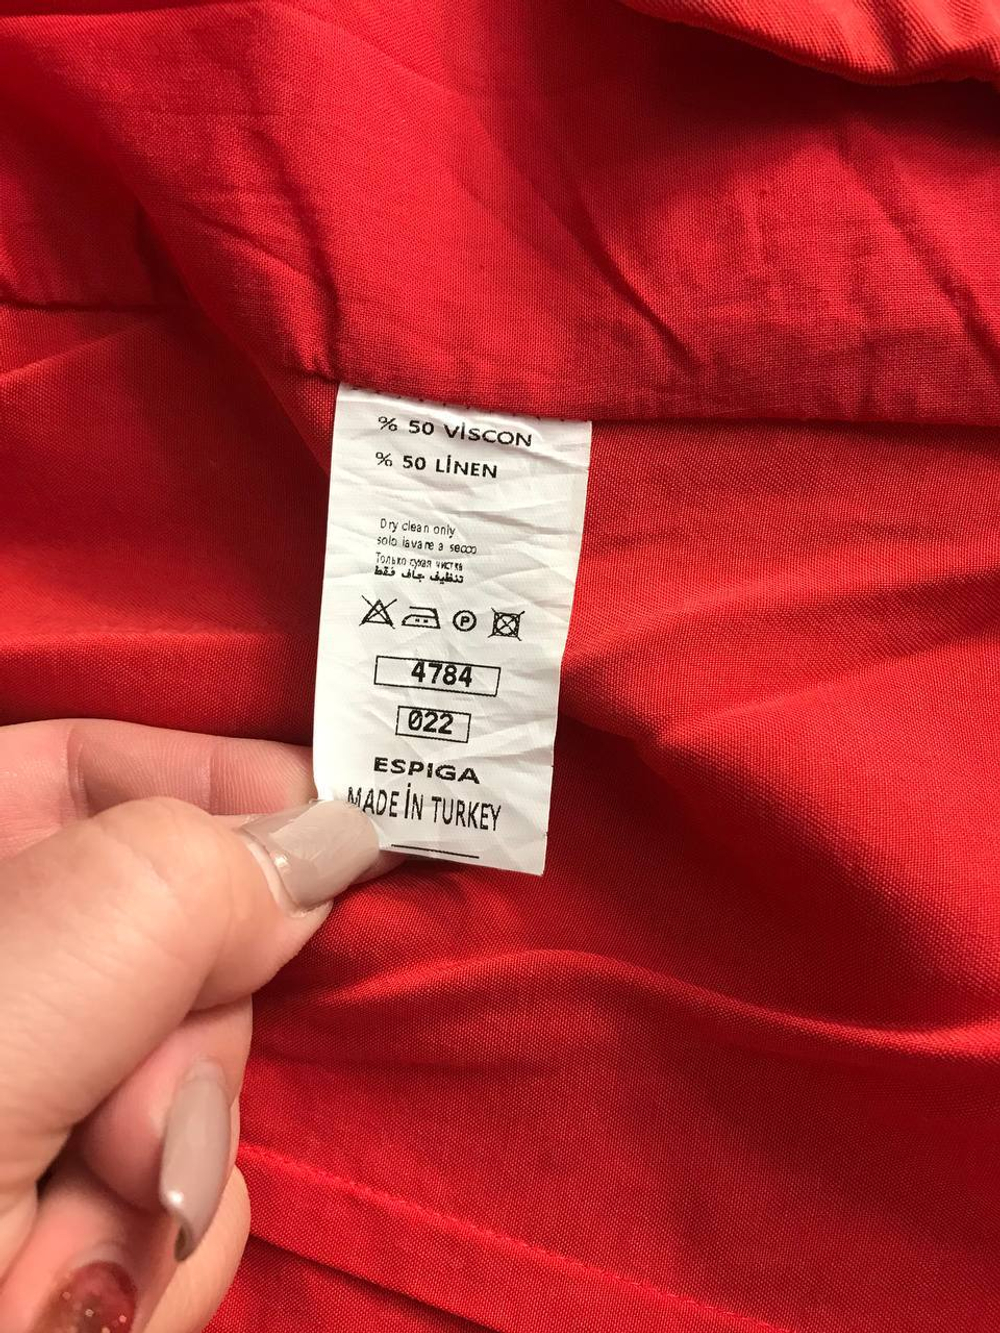 % 50 VİSCON
% 50 LİNEN
Dry clean only
solo lavare a secco
Только сухая чистка
تنظيف جاف فقط
P
4784
022
ESPIGA
MADE İN TURKEY